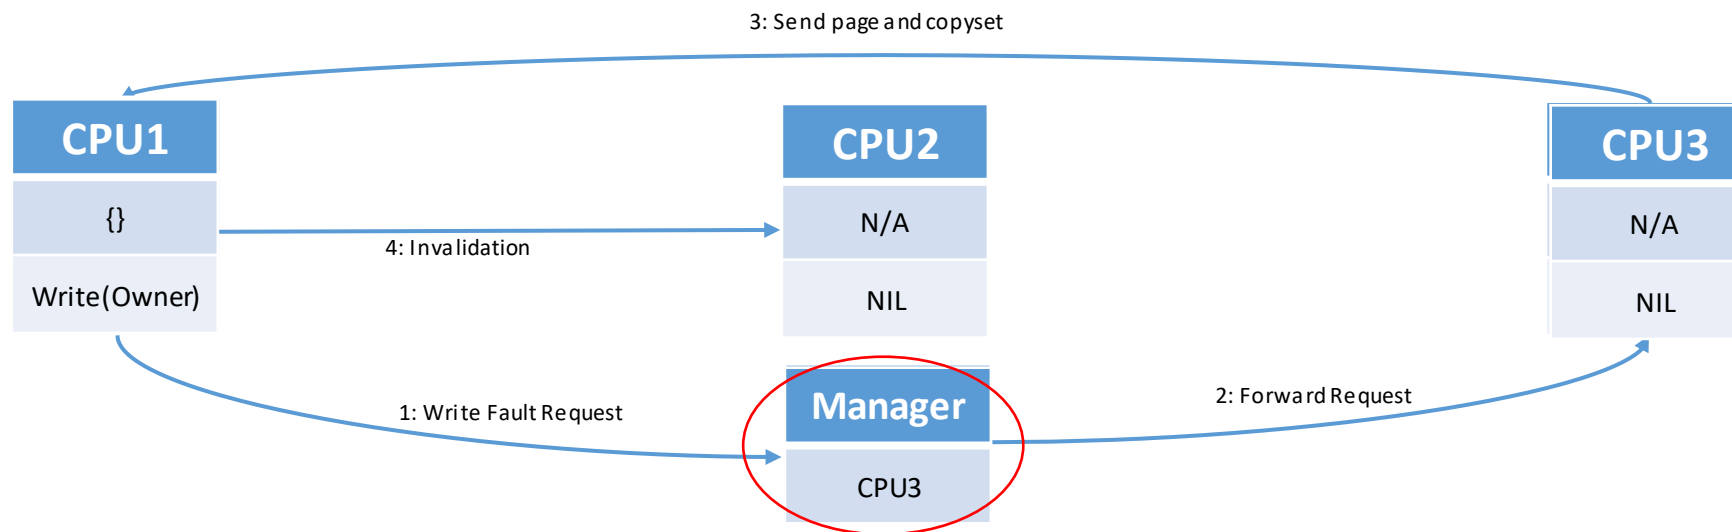 3: Send page and copyset
CPU1
CPU2
CPU3
{}
N/A
N/A
4: Invalidation
Write(Owner)
NIL
NIL
1: Write Fault Request
Manager
2: Forward Request
CPU3